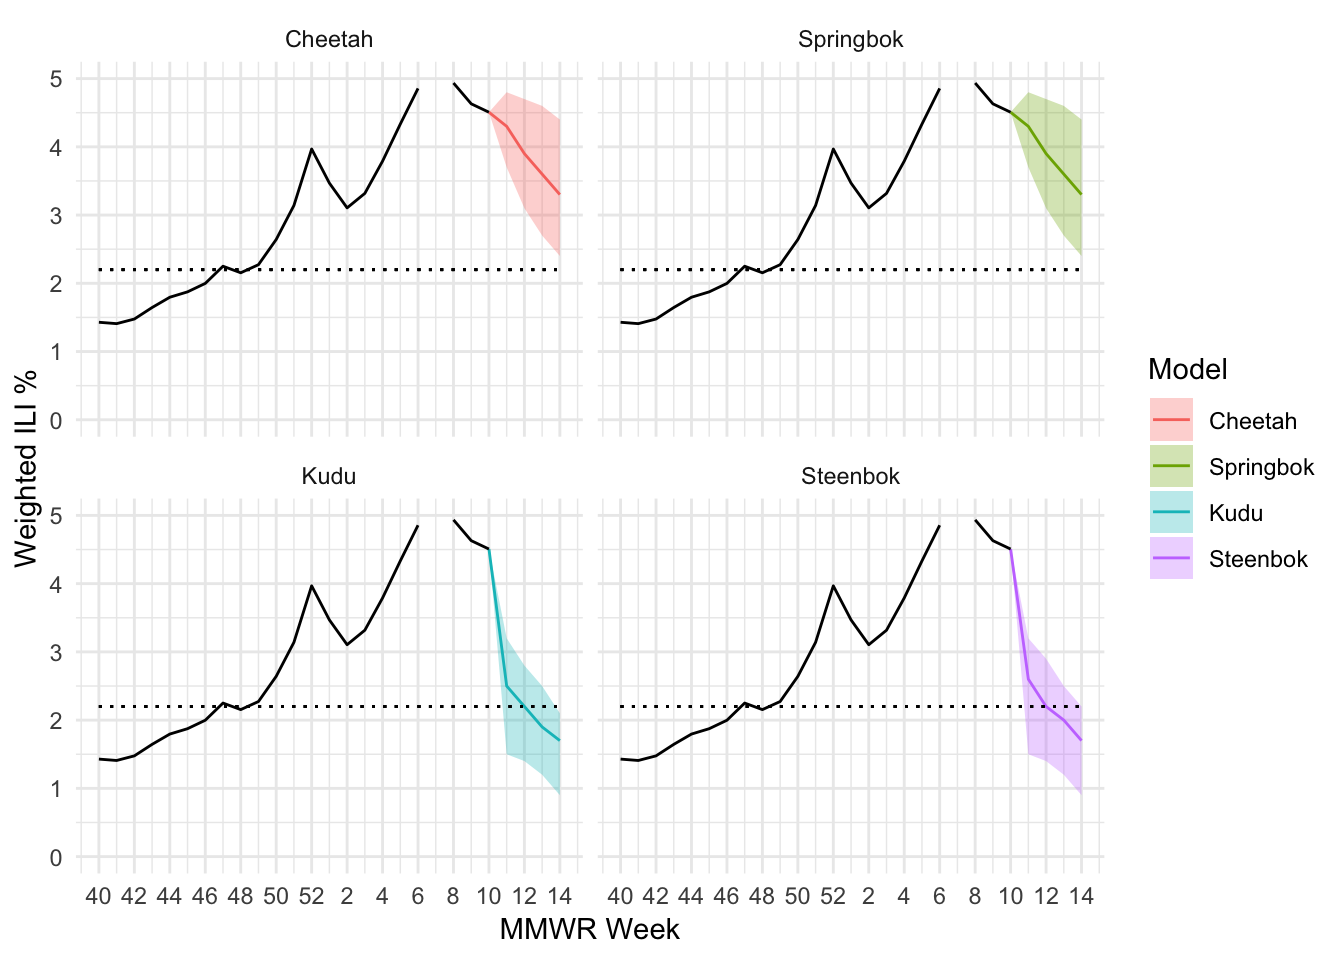 Cheetah Springbok
5
4
3
2
1
0
Kudu Steenbok
5
4
3
2
1
0
40 42 44 46 48 50 52 2 4 6 8 10 12 14 40 42 44 46 48 50 52 2 4 6 8 10 12 14
MMWR Week
Weighted ILI %
Model
Cheetah
Springbok
Kudu
Steenbok